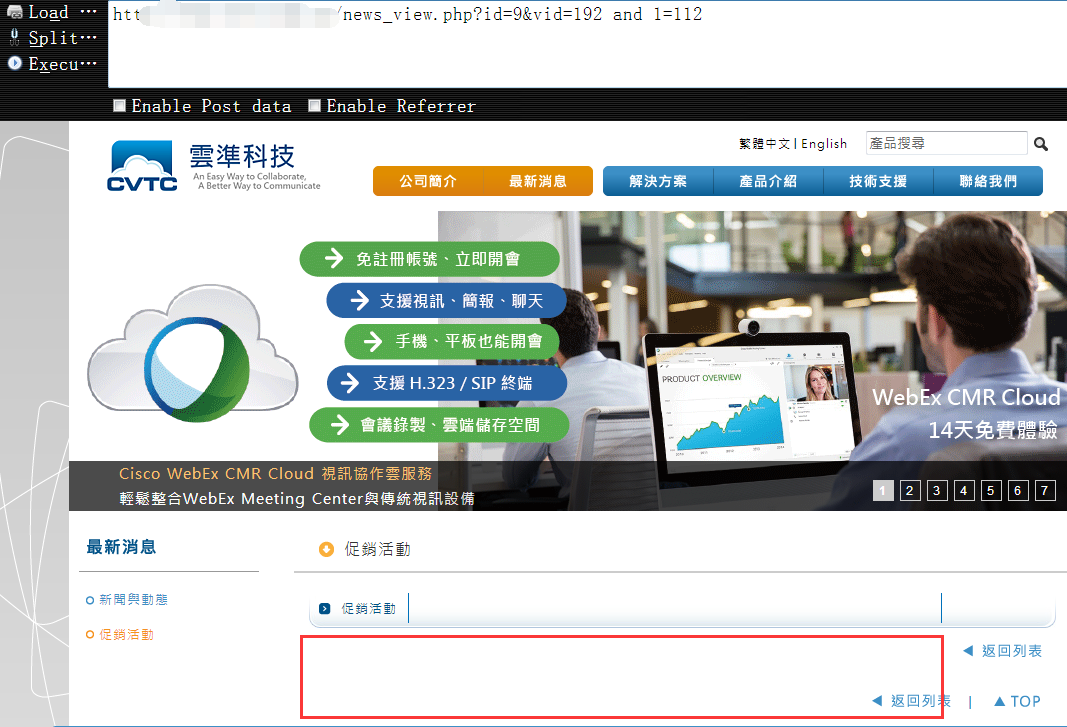 Load ···
Split···
Execu···
htt
/news_view.php?id=9&vid=192 and 1=112
Enable Post data
Enable Referrer
繁體中文 | English
產品搜尋
CVTC
雲準科技
An Easy Way to Collaborate,
A Better Way to Communicate
公司簡介
最新消息
解決方案
產品介紹
技術支援
聯絡我們
免註冊帳號、立即開會
支援視訊、簡報、聊天
手機、平板也能開會
支援 H.323 / SIP 終端
會議錄製、雲端儲存空間
PRODUCT OVERVIEW
WebEx CMR Cloud
14天免費體驗
Cisco WebEx CMR Cloud 視訊協作雲服務
輕鬆整合WebEx Meeting Center與傳統視訊設備
1 2 3 4 5 6 7
最新消息
新聞與動態
促銷活動
促銷活動
促銷活動
◀ 返回列表
◀ 返回列表 | ▲ TOP